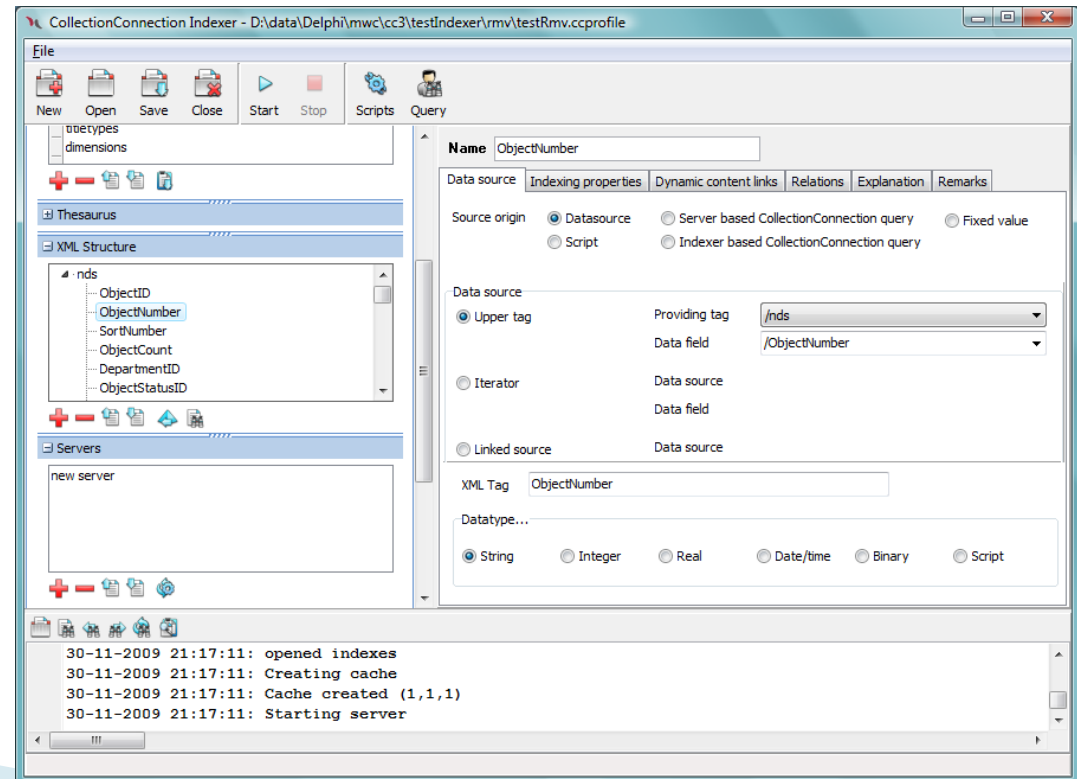 CollectionConnection Indexer - D:\data\Delphi\mwc\cc3\testIndexer\rmv\testRmv.ccprofile
File
New Open Save Close Start Stop Scripts Query
titletypes
dimensions
Thesaurus
XML Structure
nds
ObjectID
ObjectNumber
SortNumber
ObjectCount
DepartmentID
ObjectStatusID
Servers
new server
Name ObjectNumber
Data source Indexing properties Dynamic content links Relations Explanation Remarks
Source origin Datasource Server based CollectionConnection query Fixed value
Script Indexer based CollectionConnection query
Data source
Upper tag Providing tag /nds
Data field /ObjectNumber
Iterator Data source
Data field
Linked source Data source
XML Tag ObjectNumber
Datatype...
String Integer Real Date/time Binary Script
30-11-2009 21:17:11: opened indexes
30-11-2009 21:17:11: Creating cache
30-11-2009 21:17:11: Cache created (1,1,1)
30-11-2009 21:17:11: Starting server